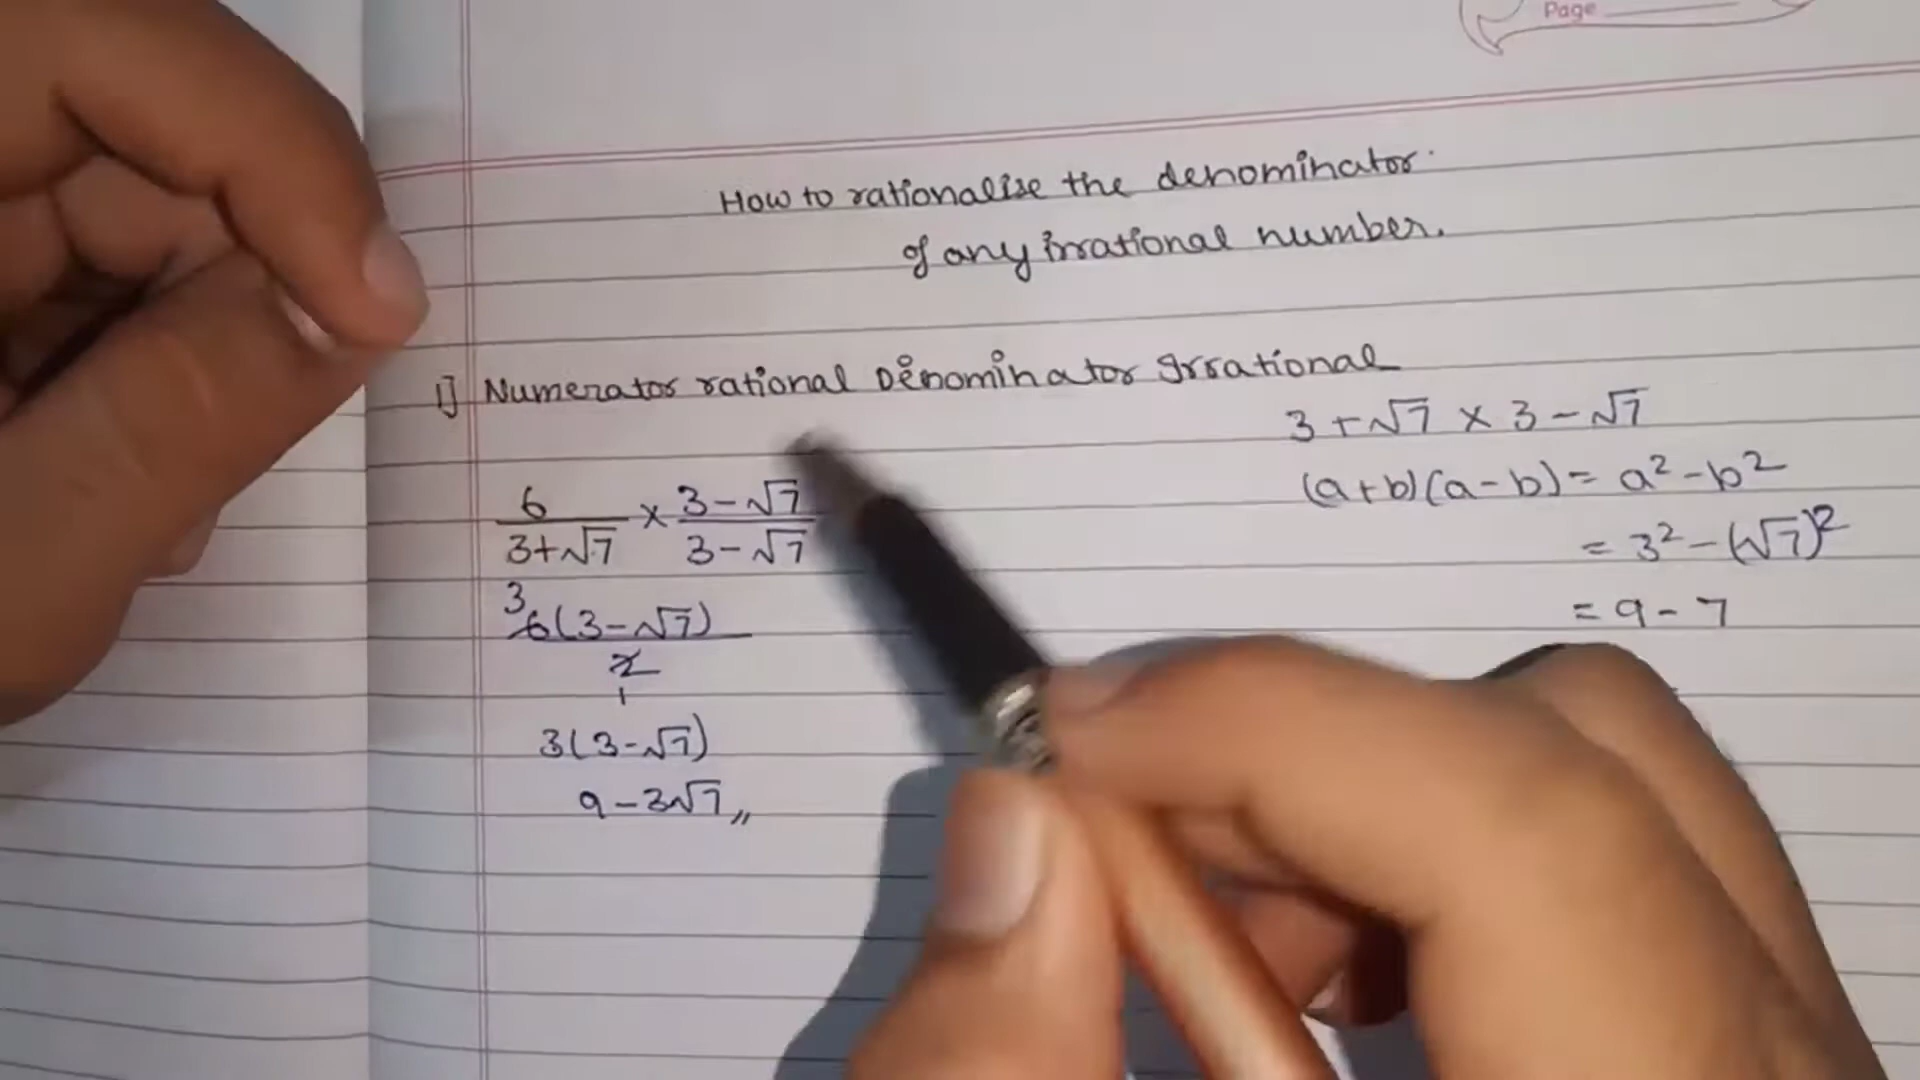 Page
How to rationalise the denominator
of any irrational number.
1] Numerator rational Denominator Irrational
6/3+√7 × 3-√7/3-√7
3
6(3-√7)
2
1
3(3-√7)
9-3√7,,
3+√7 × 3-√7
(a+b)(a-b) = a²-b²
= 3²-(√7)²
= 9-7